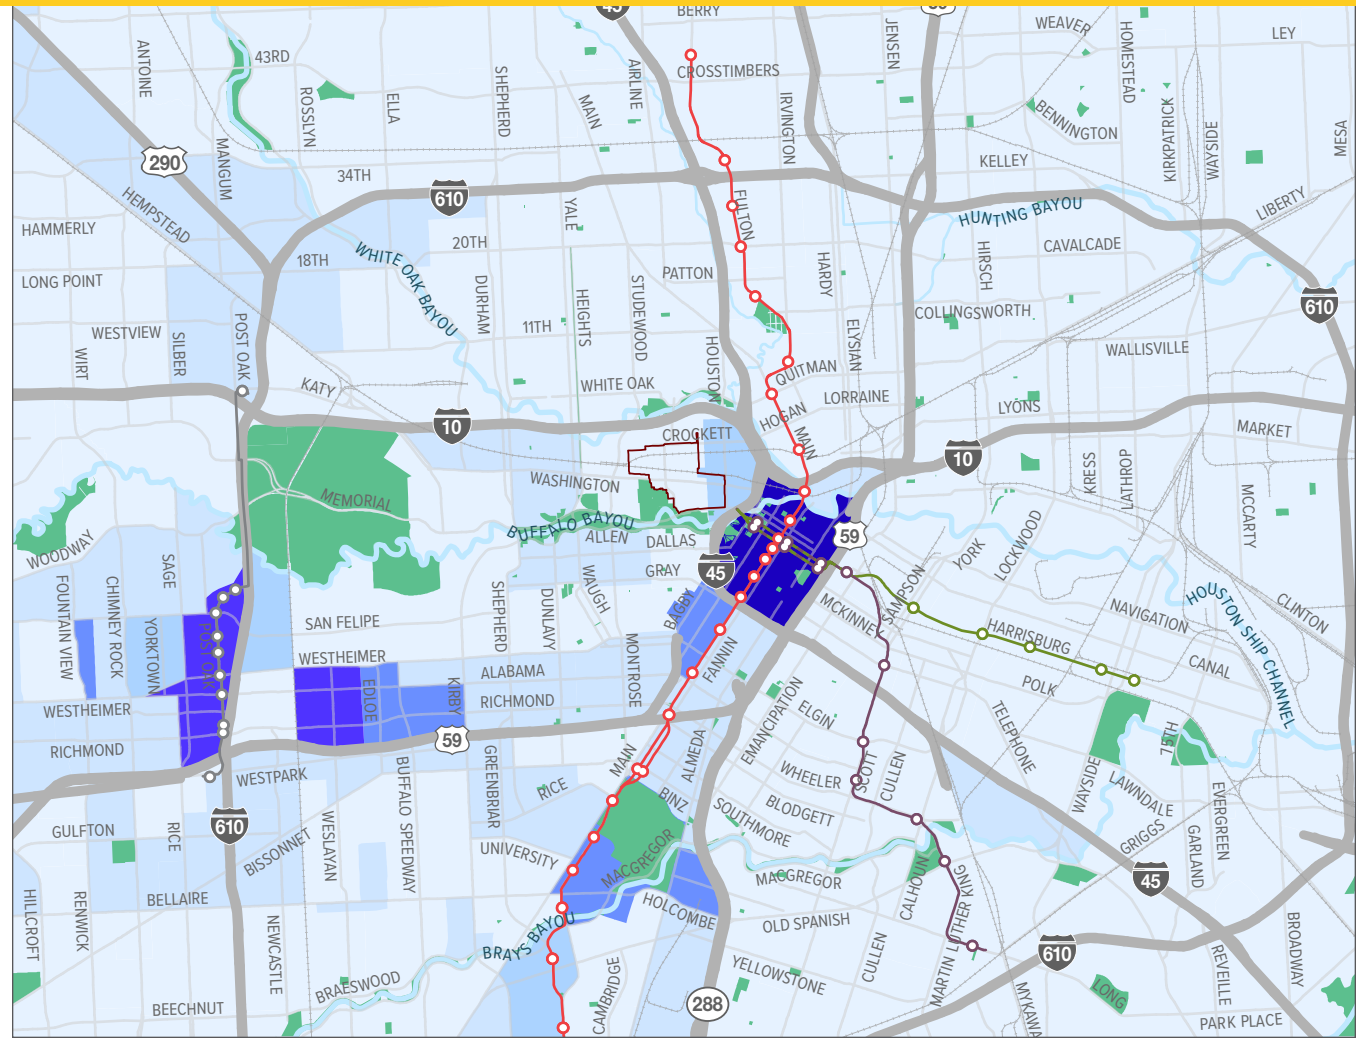 45
59
BERRY
WEAVER
LEY
ANTOINE
43RD
ROSSLYN
ELLA
SHEPHERD
MAIN
AIRLINE
CROSSTIMBERS
IRVINGTON
JENSEN
HOMESTEAD
BENNINGTON
KIRKPATRICK
WAYSIDE
MESA
290
MANGUM
34TH
610
KELLEY
HEMPSTEAD
YALE
FULTON
HUNTING BAYOU
LIBERTY
HAMMERLY
20TH
18TH
WHITE OAK BAYOU
CAVALCADE
HIRSCH
LONG POINT
PATTON
HARDY
DURHAM
HEIGHTS
STUDEWOOD
610
COLLINGSWORTH
11TH
WESTVIEW
SILBER
POST OAK
HOUSTON
ELYSIAN
WIRT
WALLISVILLE
KATY
WHITE OAK
QUITMAN
LORRAINE
LYONS
10
HOGAN
CROCKETT
MAIN
MARKET
10
KRESS
LATHROP
WASHINGTON
MEMORIAL
MCCARTY
BUFFALO BAYOU
WOODWAY
ALLEN
DALLAS
59
YORK
LOCKWOOD
SAGE
GRAY
45
FOUNTAIN VIEW
CHIMNEY ROCK
WAUGH
SHEPHERD
DUNLAVY
BAGBY
SAMPSON
MCKINNEY
HOUSTON SHIP CHANNEL
CLINTON
NAVIGATION
YORKTOWN
POST OAK
SAN FELIPE
HARRISBURG
WESTHEIMER
ALABAMA
MONTROSE
FANNIN
CANAL
EDLOE
KIRBY
RICHMOND
POLK
WESTHEIMER
EMANCIPATION
ELGIN
TELEPHONE
75TH
RICHMOND
59
GREENBRIAR
MAIN
ALMEDA
WESTPARK
BUFFALO SPEEDWAY
RICE
BINZ
WHEELER
SCOTT
CULLEN
WAYSIDE
LAWNDALE
EVERGREEN
610
GULFTON
RICE
WESLAYAN
BISSONNET
SOUTHMORE
BLODGETT
GRIGGS
GARLAND
UNIVERSITY
MACGREGOR
MACGREGOR
CALHOUN
45
HILLCROFT
RENWICK
BELLAIRE
HOLCOMBE
OLD SPANISH
MARTIN LUTHER KING
NEWCASTLE
BRAYS BAYOU
CULLEN
610
REVEILLE
BROADWAY
BRAESWOOD
CAMBRIDGE
YELLOWSTONE
288
MYKAWA
LONG
BEECHNUT
PARK PLACE